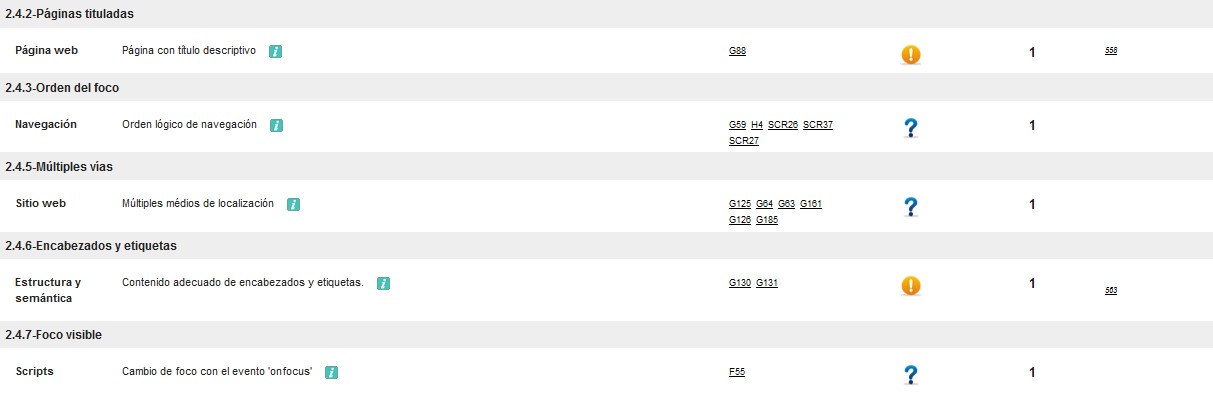 2.4.2-Páginas tituladas
Página web Página con título descriptivo i G88 ! 1 558
2.4.3-Orden del foco
Navegación Orden lógico de navegación i G59 H4 SCR26 SCR37 ? 1
SCR27
2.4.5-Múltiples vias
Sitio web Múltiples médios de localización i G125 G64 G63 G161 ? 1
G126 G185
2.4.6-Encabezados y etiquetas
Estructura y Contenido adecuado de encabezados y etiquetas. i G130 G131 ! 1 563
semántica
2.4.7-Foco visible
Scripts Cambio de foco con el evento 'onfocus' i F55 ? 1